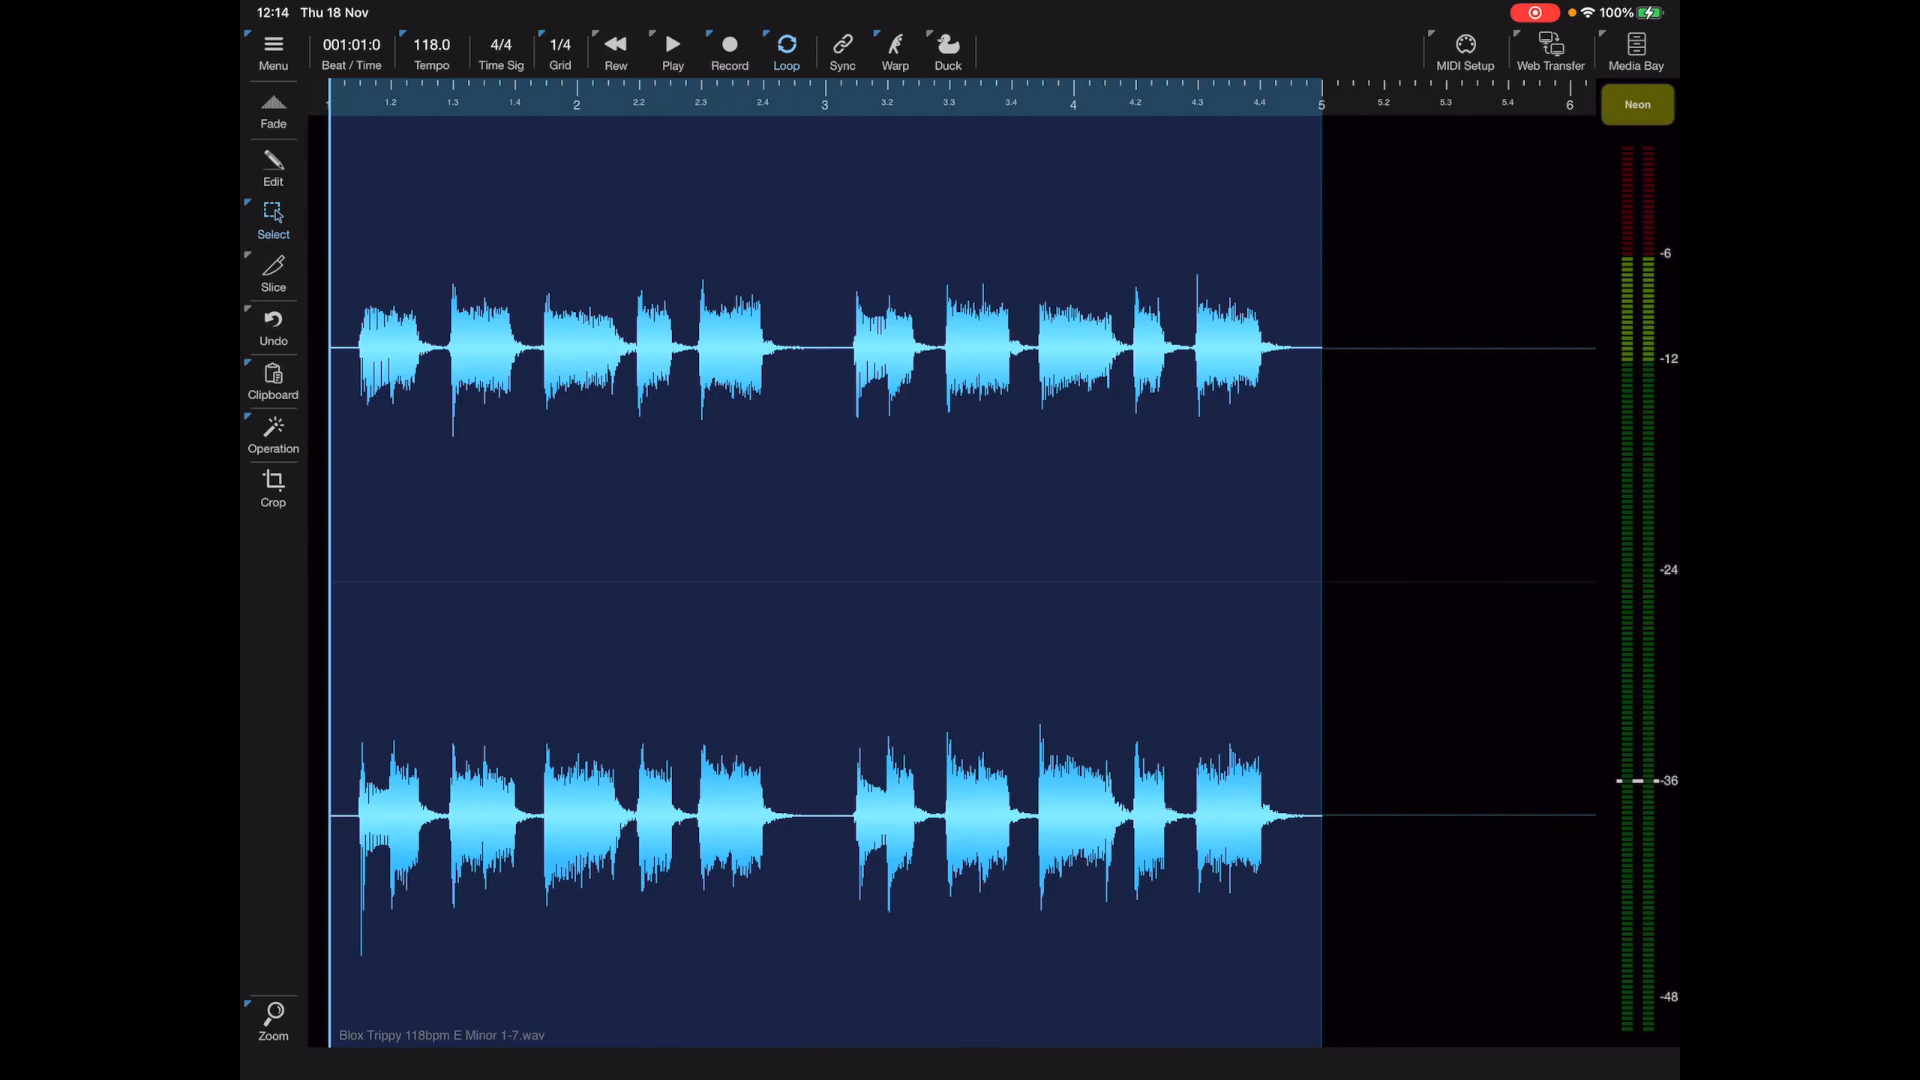 12:14 Thu 18 Nov 100%
001:01:0 118.0 4/4 1/4
Menu Beat / Time Tempo Time Sig Grid Rew Play Record Loop Sync Warp Duck MIDI Setup Web Transfer Media Bay
1.2 1.3 1.4 2 2.2 2.3 2.4 3 3.2 3.3 3.4 4 4.2 4.3 4.4 5 5.2 5.3 5.4 6
Neon
Fade
Edit
Select
Slice
Undo
Clipboard
Operation
Crop
Zoom
-6
-12
-24
-36
-48
Blox Trippy 118bpm E Minor 1-7.wav